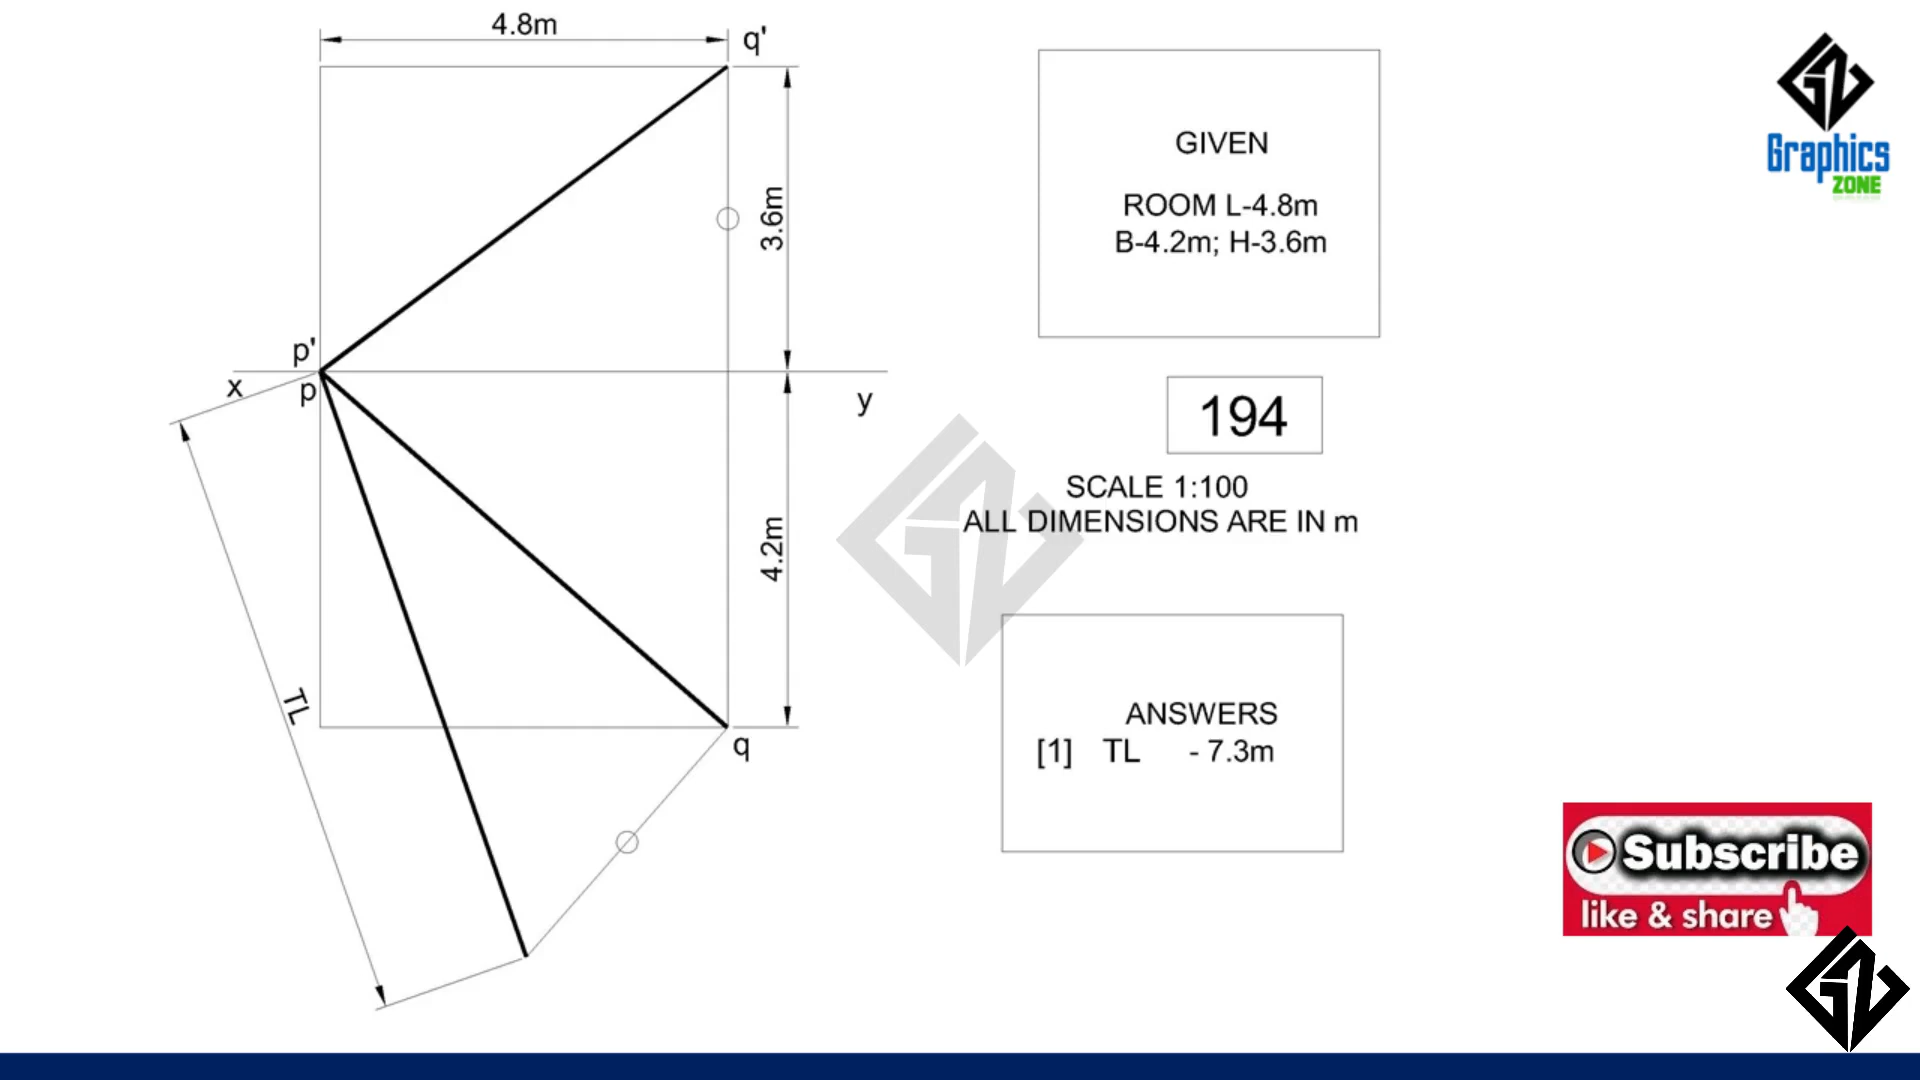 4.8m
q'
3.6m
p'
x
p
y
4.2m
TL
q
GIVEN
ROOM L-4.8m
B-4.2m; H-3.6m
194
SCALE 1:100
ALL DIMENSIONS ARE IN m
ANSWERS
[1] TL - 7.3m
Graphics
ZONE
Subscribe
like & share